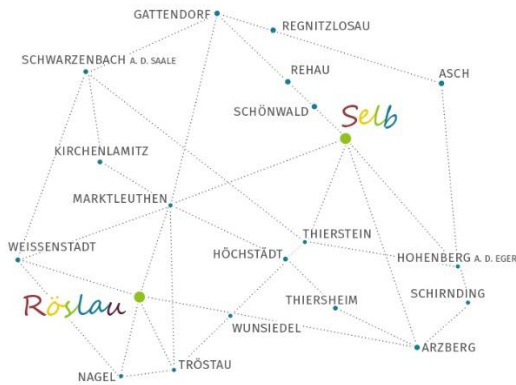 GATTENDORF
REGNITZLOSAU
SCHWARZENBACH A. D. SAALE
REHAU
ASCH
SCHÖNWALD
Selb
KIRCHENLAMITZ
MARKTLEUTHEN
THIERSTEIN
WEISSENSTADT
HÖCHSTÄDT
HOHENBERG A. D. EGER
Röslau
THIERSHEIM
SCHIRNDING
WUNSIEDEL
ARZBERG
TRÖSTAU
NAGEL